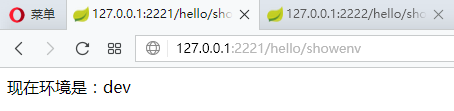 菜单
127.0.0.1:2221/hello/show
127.0.0.1:2222/hello/sho
127.0.0.1:2221/hello/showenv
现在环境是：dev